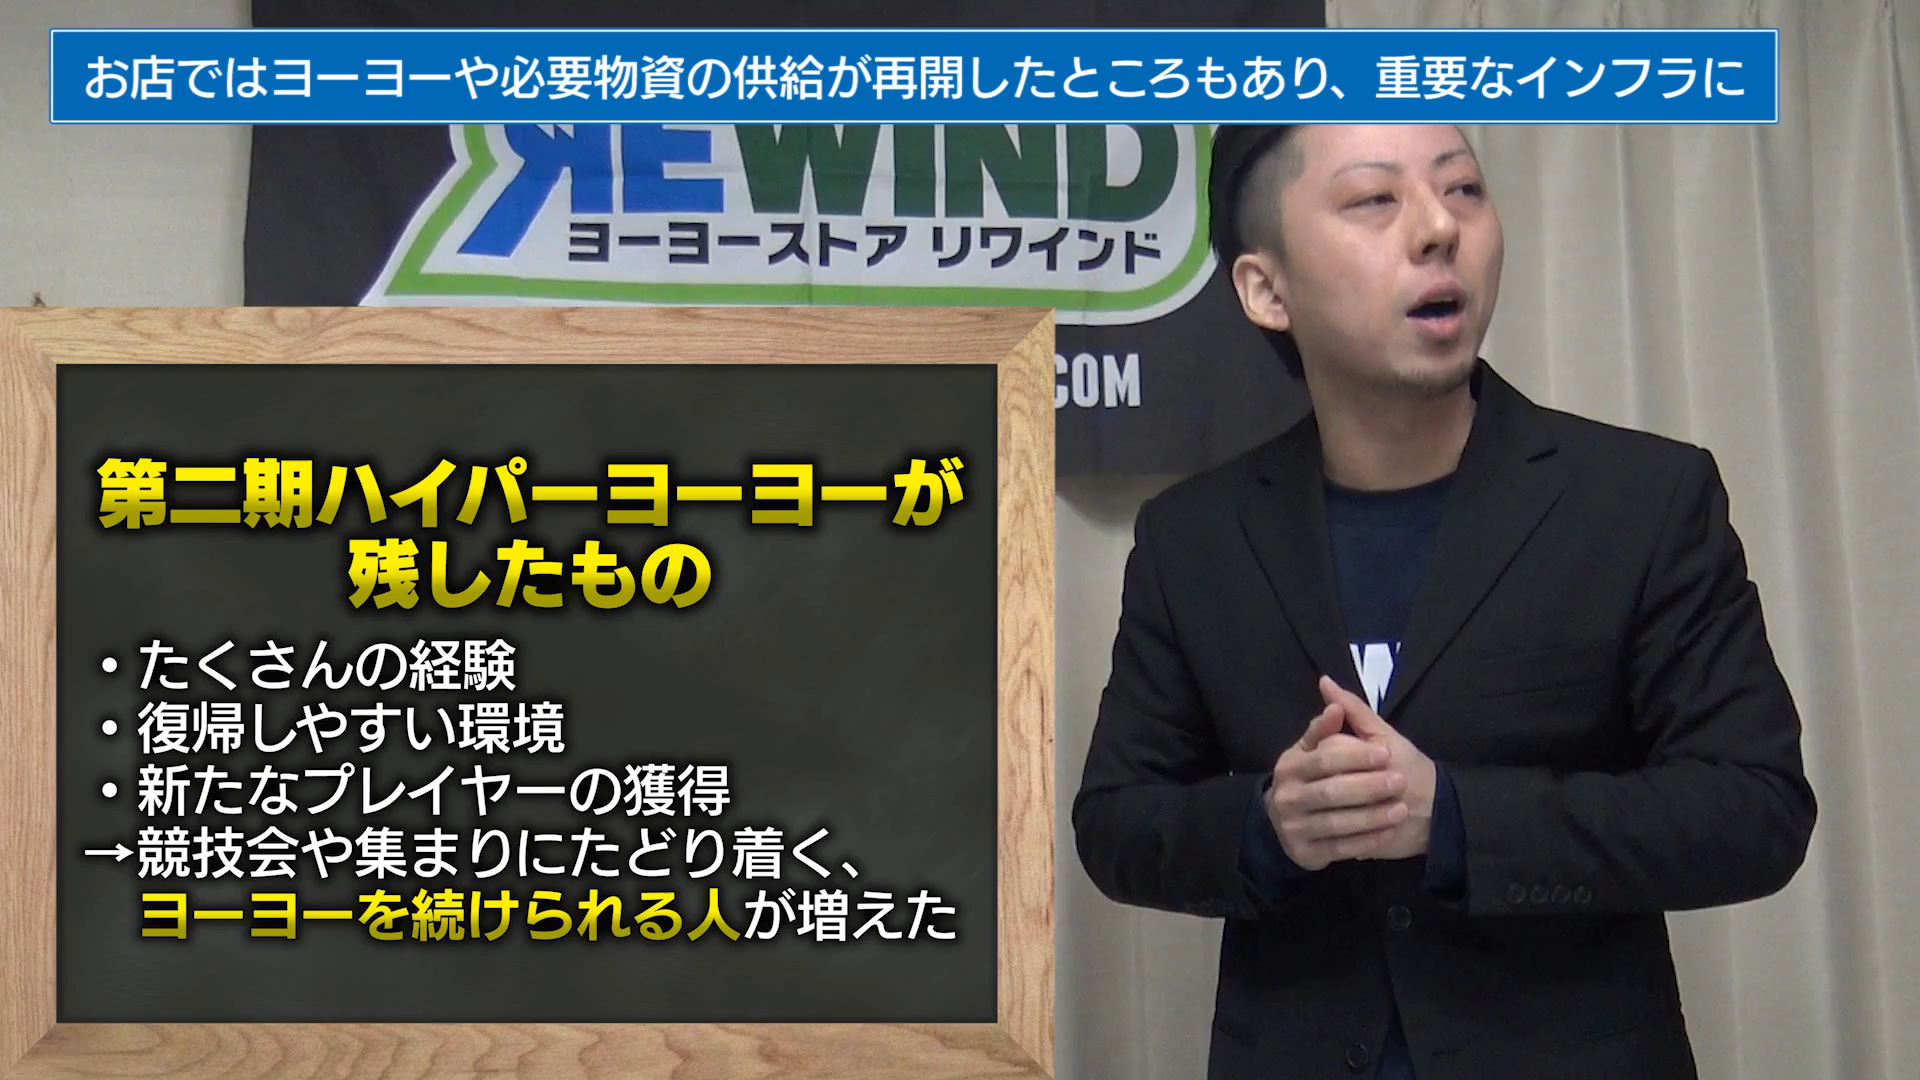 お店ではヨーヨーや必要物資の供給が再開したところもあり、重要なインフラに
REWIND
ヨーヨーストア リワインド
.COM
第二期ハイパーヨーヨーが
残したもの
・たくさんの経験
・復帰しやすい環境
・新たなプレイヤーの獲得
→競技会や集まりにたどり着く、
ヨーヨーを続けられる人が増えた